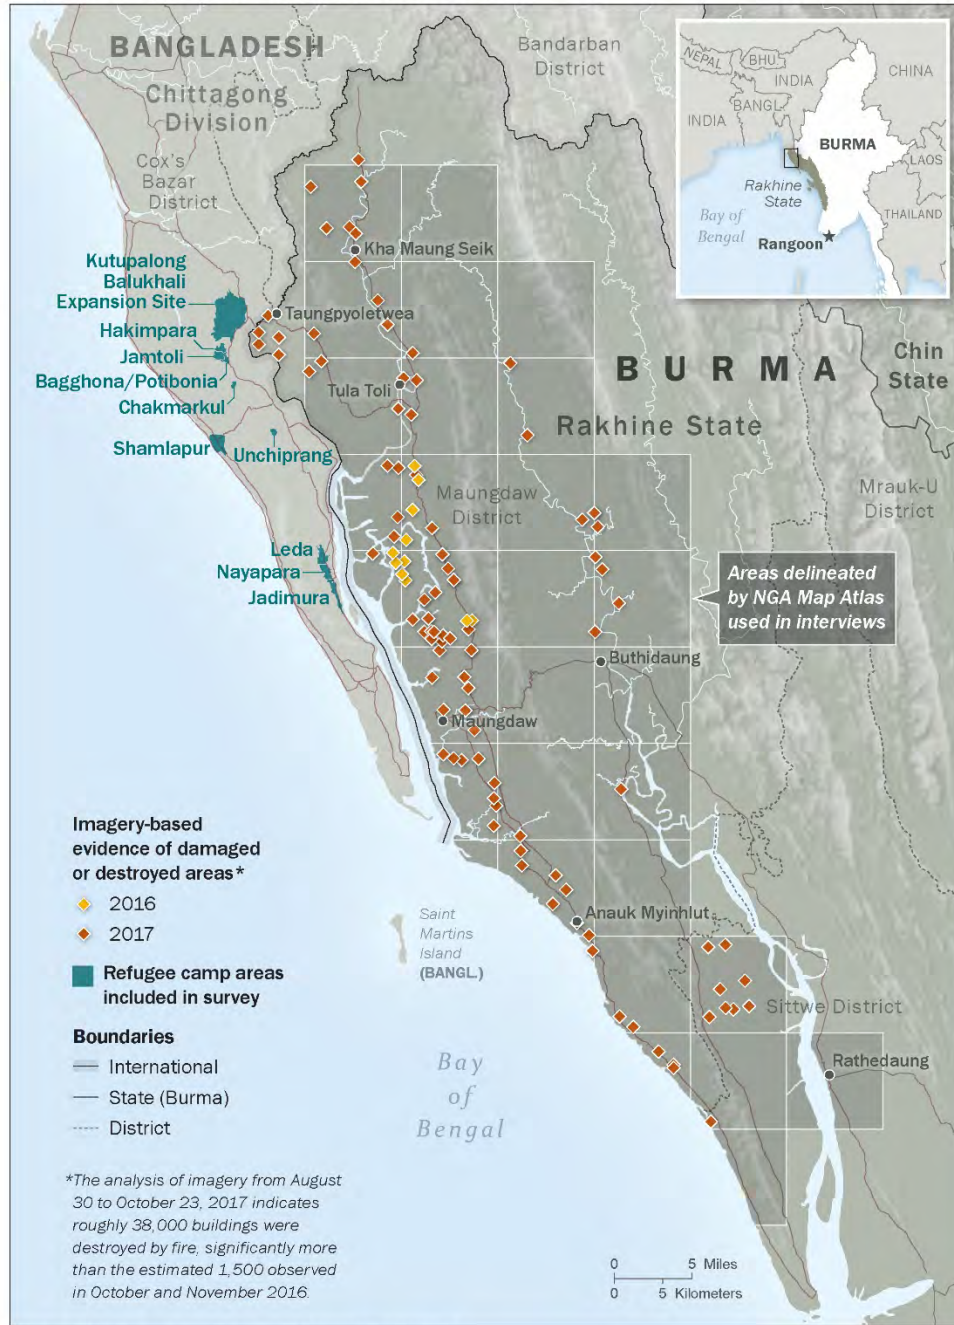 BANGLADESH
Chittagong
Division
Cox's
Bazar
District
Bandarban
District
NEPAL
BHU.
INDIA
CHINA
BANGL.
INDIA
BURMA
LAOS
Rakhine
State
THAILAND
Bay of
Bengal
Rangoon
Kha Maung Seik
Kutupalong
Balukhali
Expansion Site
Taungpyoletwea
Hakimpara
Jamtoli
Bagghona/Potibonia
Chakmarkul
Shamlapur
Unchiprang
Tula Toli
BURMA
Chin
State
Rakhine State
Maungdaw
District
Mrauk-U
District
Leda
Nayapara
Jadimura
Areas delineated
by NGA Map Atlas
used in interviews
Buthidaung
Maungdaw
Imagery-based
evidence of damaged
or destroyed areas*
2016
2017
Refugee camp areas
included in survey
Boundaries
International
State (Burma)
District
Saint
Martins
Island
(BANGL.)
Anauk Myinhlut
Sittwe District
Rathedaung
Bay
of
Bengal
*The analysis of imagery from August
30 to October 23, 2017 indicates
roughly 38,000 buildings were
destroyed by fire, significantly more
than the estimated 1,500 observed
in October and November 2016.
0 5 Miles
0 5 Kilometers